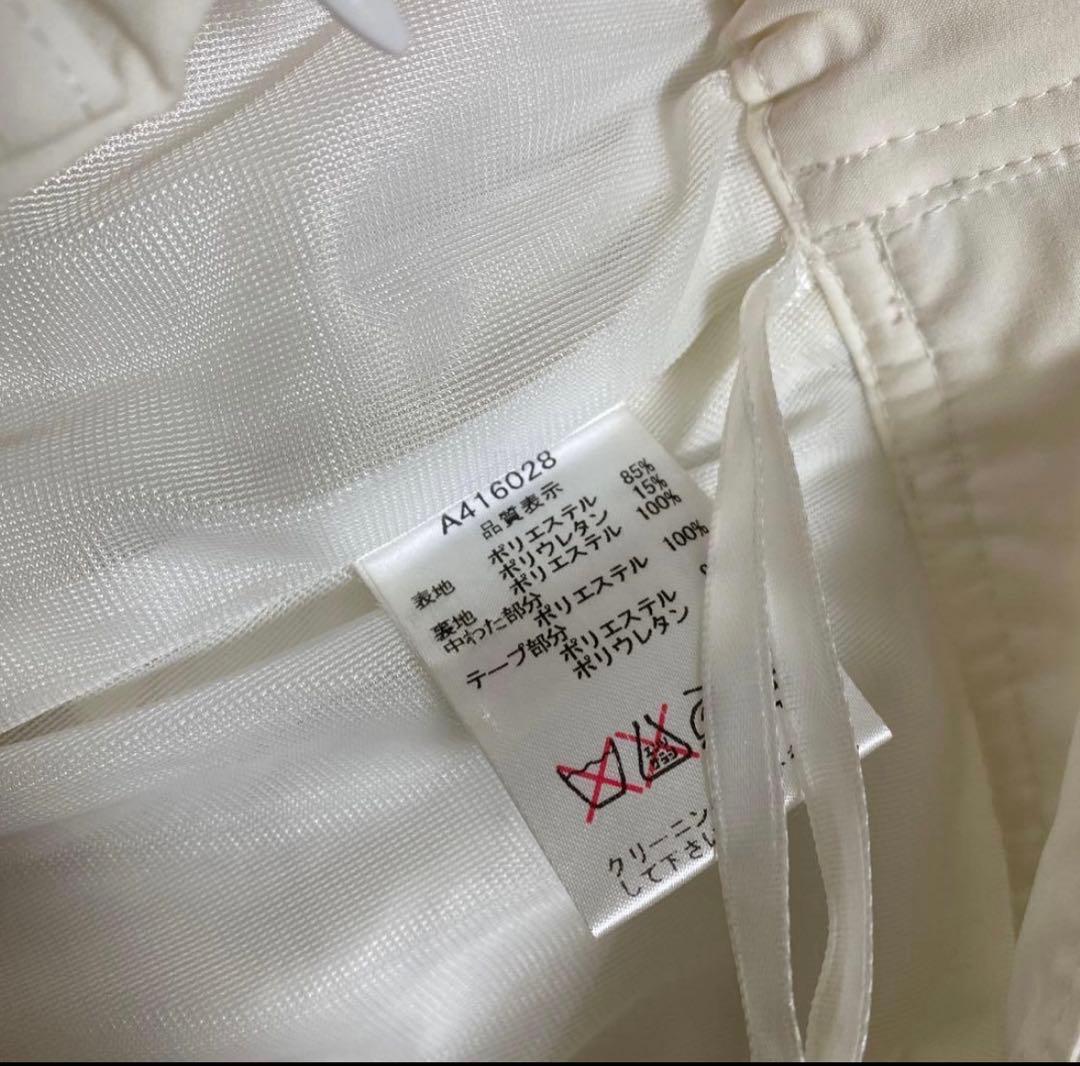 A416028
品質表示
表地 ポリエステル 85%
ポリウレタン 15%
裏地 ポリエステル 100%
中わた部分
ポリエステル 100%
テープ部分
ポリエステル
ポリウレタン
エンソ
クリーニン
して下さい